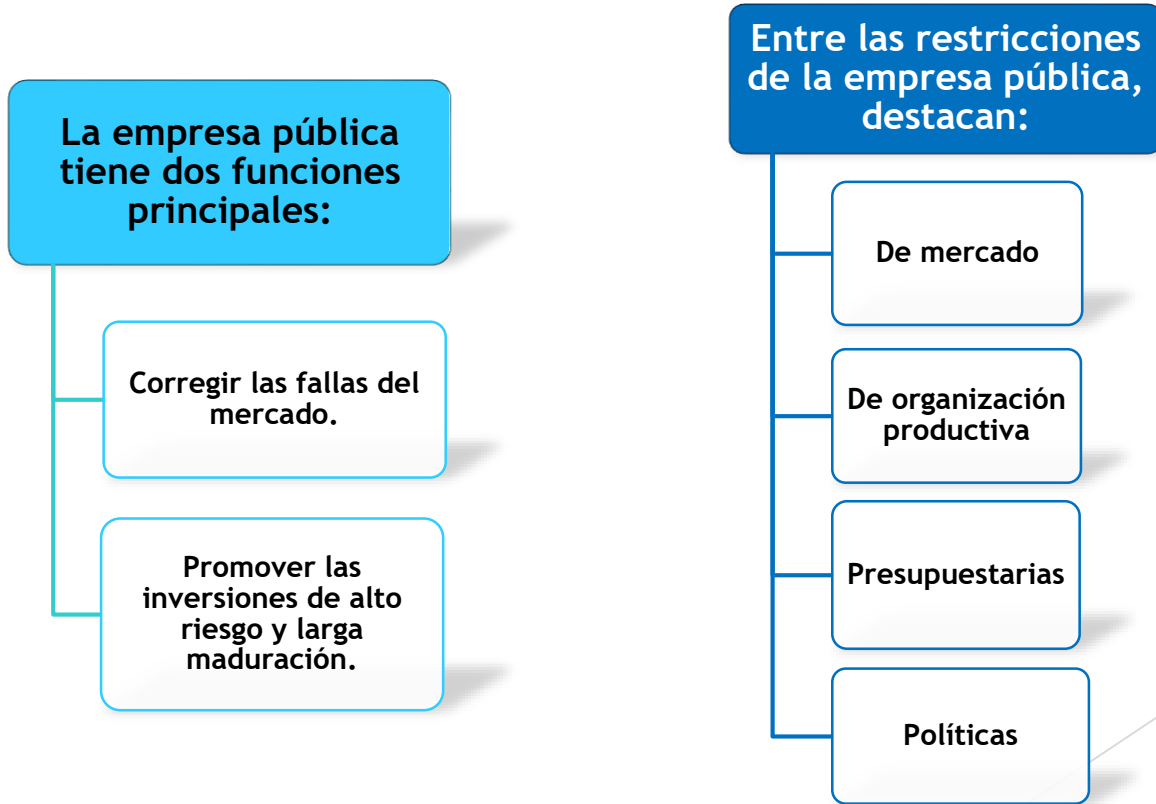 La empresa pública
tiene dos funciones
principales:
Corregir las fallas del
mercado.
Promover las
inversiones de alto
riesgo y larga
maduración.
Entre las restricciones
de la empresa pública,
destacan:
De mercado
De organización
productiva
Presupuestarias
Políticas